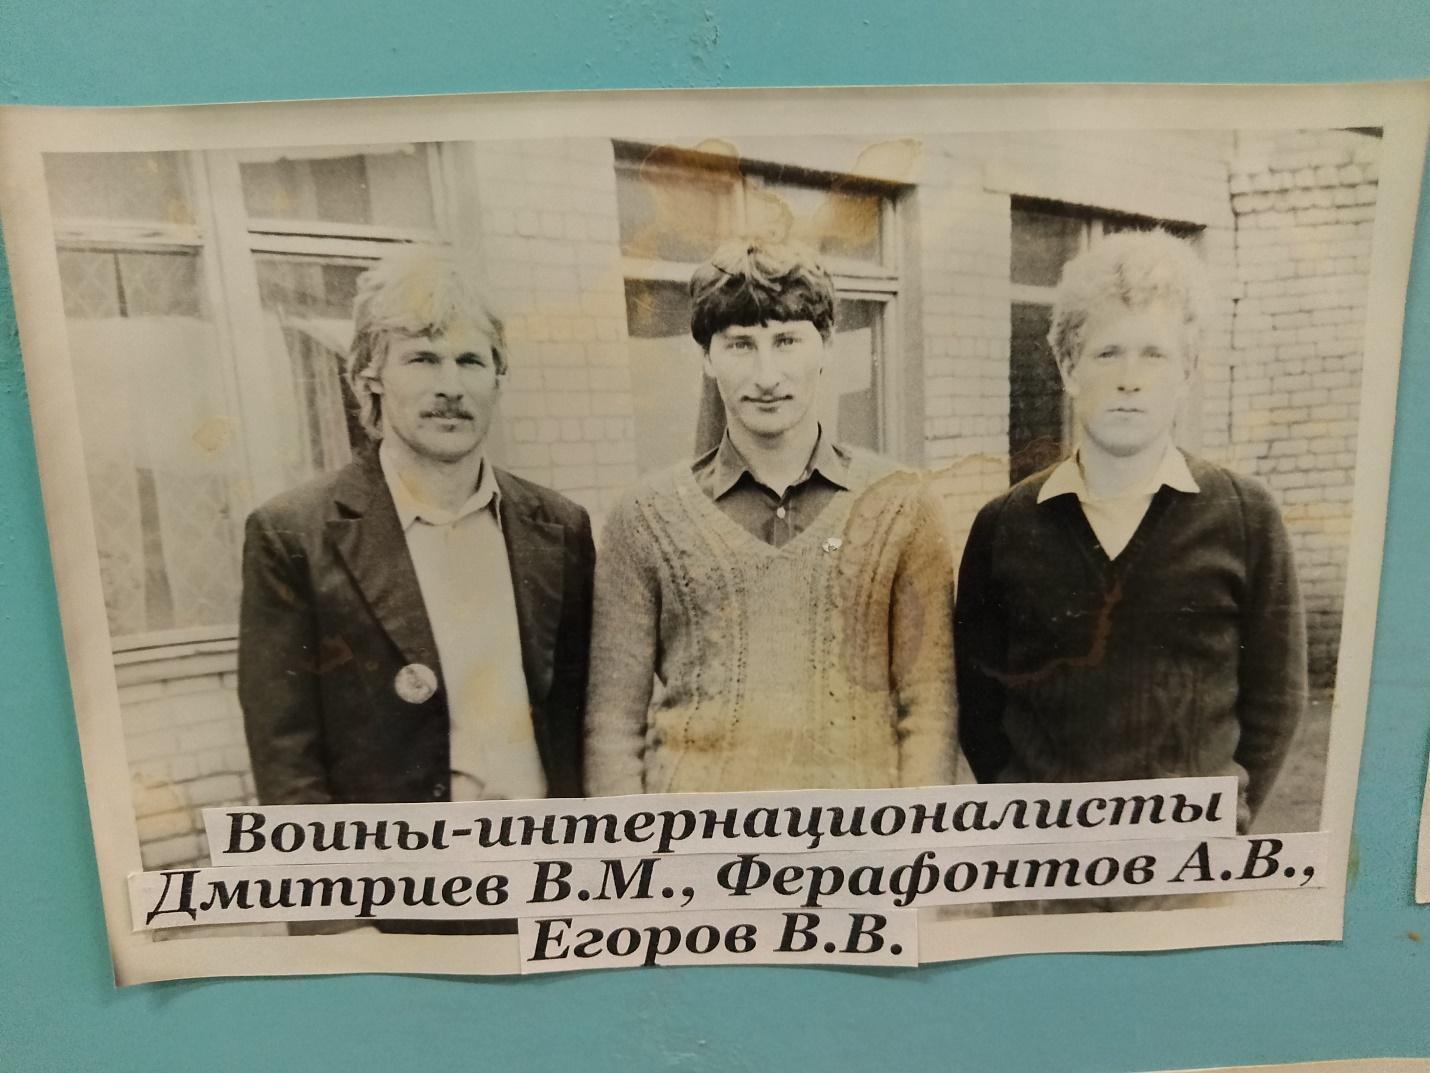 Воины-интернационалисты
Дмитриев В.М., Ферафонтов А.В.,
Егоров В.В.